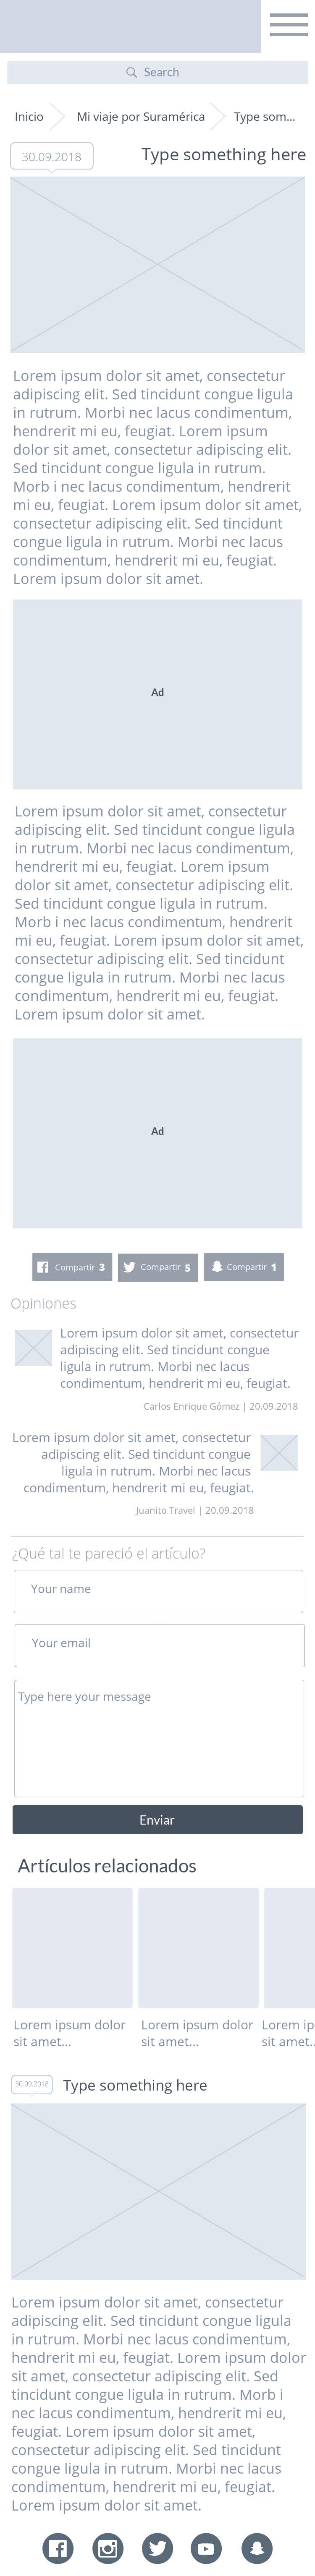 Search
Inicio
Mi viaje por Suramérica
Type som...
30.09.2018
Type something here
Lorem ipsum dolor sit amet, consectetur
adipiscing elit. Sed tincidunt congue ligula
in rutrum. Morbi nec lacus condimentum,
hendrerit mi eu, feugiat. Lorem ipsum
dolor sit amet, consectetur adipiscing elit.
Sed tincidunt congue ligula in rutrum.
Morb i nec lacus condimentum, hendrerit
mi eu, feugiat. Lorem ipsum dolor sit amet,
consectetur adipiscing elit. Sed tincidunt
congue ligula in rutrum. Morbi nec lacus
condimentum, hendrerit mi eu, feugiat.
Lorem ipsum dolor sit amet.
Ad
Lorem ipsum dolor sit amet, consectetur
adipiscing elit. Sed tincidunt congue ligula
in rutrum. Morbi nec lacus condimentum,
hendrerit mi eu, feugiat. Lorem ipsum
dolor sit amet, consectetur adipiscing elit.
Sed tincidunt congue ligula in rutrum.
Morb i nec lacus condimentum, hendrerit
mi eu, feugiat. Lorem ipsum dolor sit amet,
consectetur adipiscing elit. Sed tincidunt
congue ligula in rutrum. Morbi nec lacus
condimentum, hendrerit mi eu, feugiat.
Lorem ipsum dolor sit amet.
Ad
Compartir 3
Compartir 5
Compartir 1
Opiniones
Lorem ipsum dolor sit amet, consectetur
adipiscing elit. Sed tincidunt congue
ligula in rutrum. Morbi nec lacus
condimentum, hendrerit mi eu, feugiat.
Carlos Enrique Gómez | 20.09.2018
Lorem ipsum dolor sit amet, consectetur
adipiscing elit. Sed tincidunt congue
ligula in rutrum. Morbi nec lacus
condimentum, hendrerit mi eu, feugiat.
Juanito Travel | 20.09.2018
¿Qué tal te pareció el artículo?
Your name
Your email
Type here your message
Enviar
Artículos relacionados
Lorem ipsum dolor
sit amet...
Lorem ipsum dolor
sit amet...
Lorem ip
sit amet..
30.09.2018
Type something here
Lorem ipsum dolor sit amet, consectetur
adipiscing elit. Sed tincidunt congue ligula
in rutrum. Morbi nec lacus condimentum,
hendrerit mi eu, feugiat. Lorem ipsum dolor
sit amet, consectetur adipiscing elit. Sed
tincidunt congue ligula in rutrum. Morb i
nec lacus condimentum, hendrerit mi eu,
feugiat. Lorem ipsum dolor sit amet,
consectetur adipiscing elit. Sed tincidunt
congue ligula in rutrum. Morbi nec lacus
condimentum, hendrerit mi eu, feugiat.
Lorem ipsum dolor sit amet.